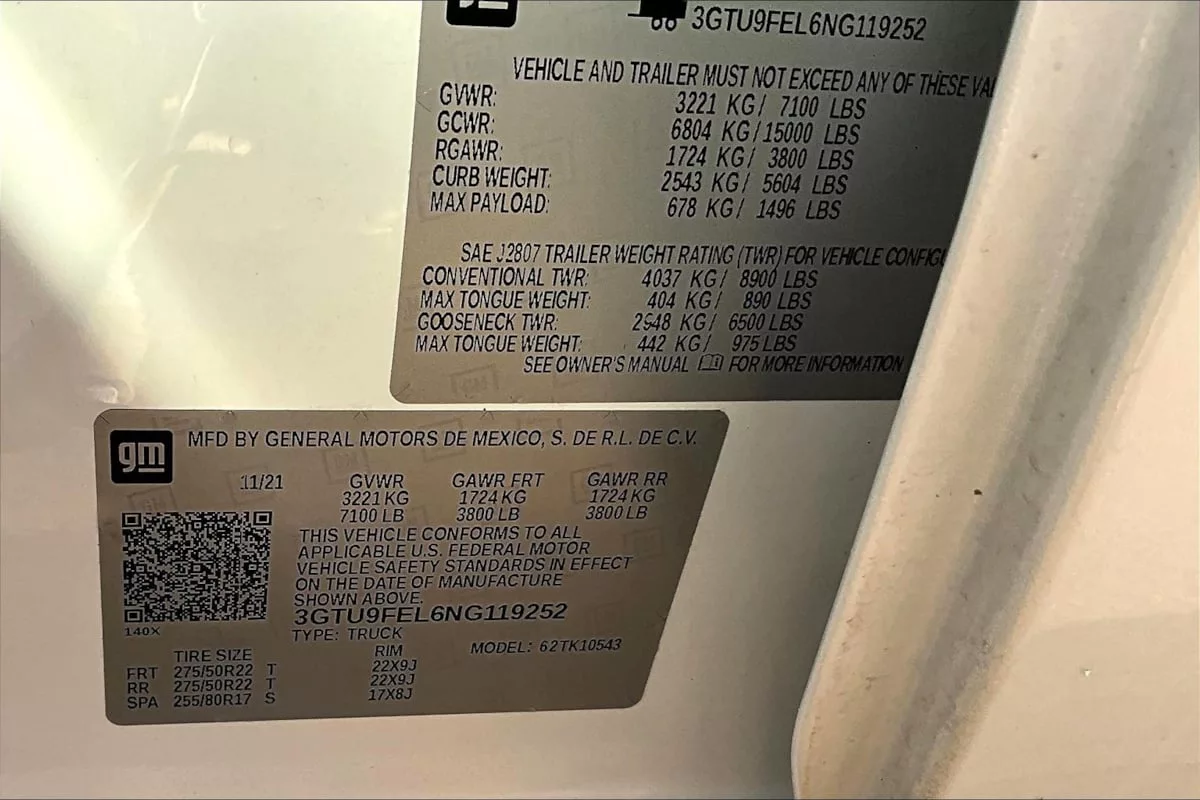 gm
3GTU9FEL6NG119252
VEHICLE AND TRAILER MUST NOT EXCEED ANY OF THESE
GVWR: 3221 KG/ 7100 LBS
GCWR: 6804 KG/15000 LBS
RGAWR: 1724 KG/ 3800 LBS
CURB WEIGHT: 2543 KG/ 5604 LBS
MAX PAYLOAD: 678 KG/ 1496 LBS
SAE J2807 TRAILER WEIGHT RATING (TWR) FOR VEHICLE
CONVENTIONAL TWR: 4037 KG/ 8900 LBS
MAX TONGUE WEIGHT: 404 KG/ 890 LBS
GOOSENECK TWR: 2948 KG/ 6500 LBS
MAX TONGUE WEIGHT: 442 KG/ 975 LBS
SEE OWNER'S MANUAL FOR MORE INFORMATION
gm MFD BY GENERAL MOTORS DE MEXICO, S. DE R.L. DE C.V.
11/21 GVWR GAWR FRT GAWR RR
3221 KG 1724 KG 1724 KG
7100 LB 3800 LB 3800 LB
THIS VEHICLE CONFORMS TO ALL
APPLICABLE U.S. FEDERAL MOTOR
VEHICLE SAFETY STANDARDS IN EFFECT
ON THE DATE OF MANUFACTURE
SHOWN ABOVE.
3GTU9FEL6NG119252
140X
TYPE: TRUCK
TIRE SIZE RIM MODEL: 62TK10543
FRT 275/50R22 T 22X9J
RR 275/50R22 T 22X9J
SPA 255/80R17 S 17X8J